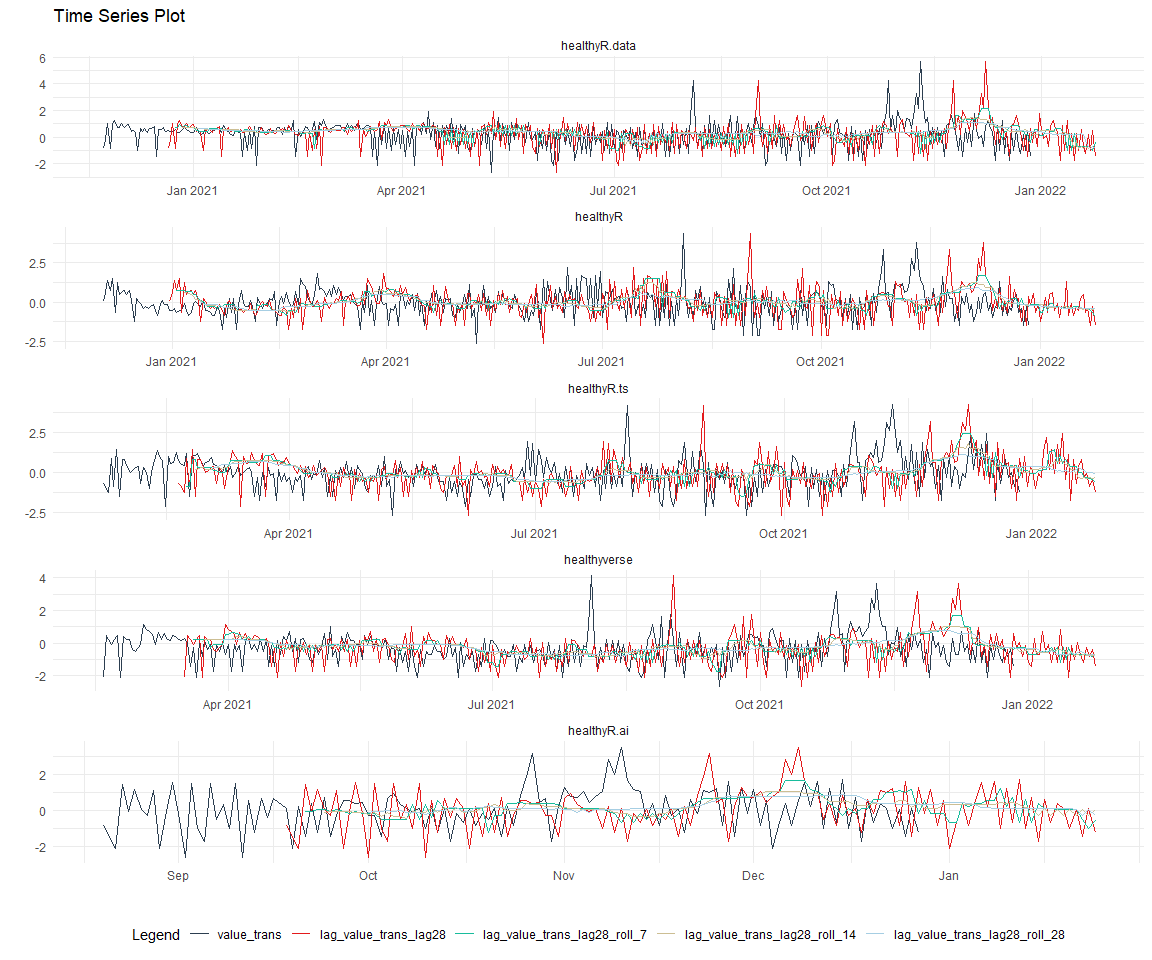 Time Series Plot
healthyR.data
6
4
2
0
-2
Jan 2021 Apr 2021 Jul 2021 Oct 2021 Jan 2022
healthyR
2.5
0.0
-2.5
Jan 2021 Apr 2021 Jul 2021 Oct 2021 Jan 2022
healthyR.ts
2.5
0.0
-2.5
Apr 2021 Jul 2021 Oct 2021 Jan 2022
healthyverse
4
2
0
-2
Apr 2021 Jul 2021 Oct 2021 Jan 2022
healthyR.ai
2
0
-2
Sep Oct Nov Dec Jan
Legend value_trans lag_value_trans_lag28 lag_value_trans_lag28_roll_7 lag_value_trans_lag28_roll_14 lag_value_trans_lag28_roll_28